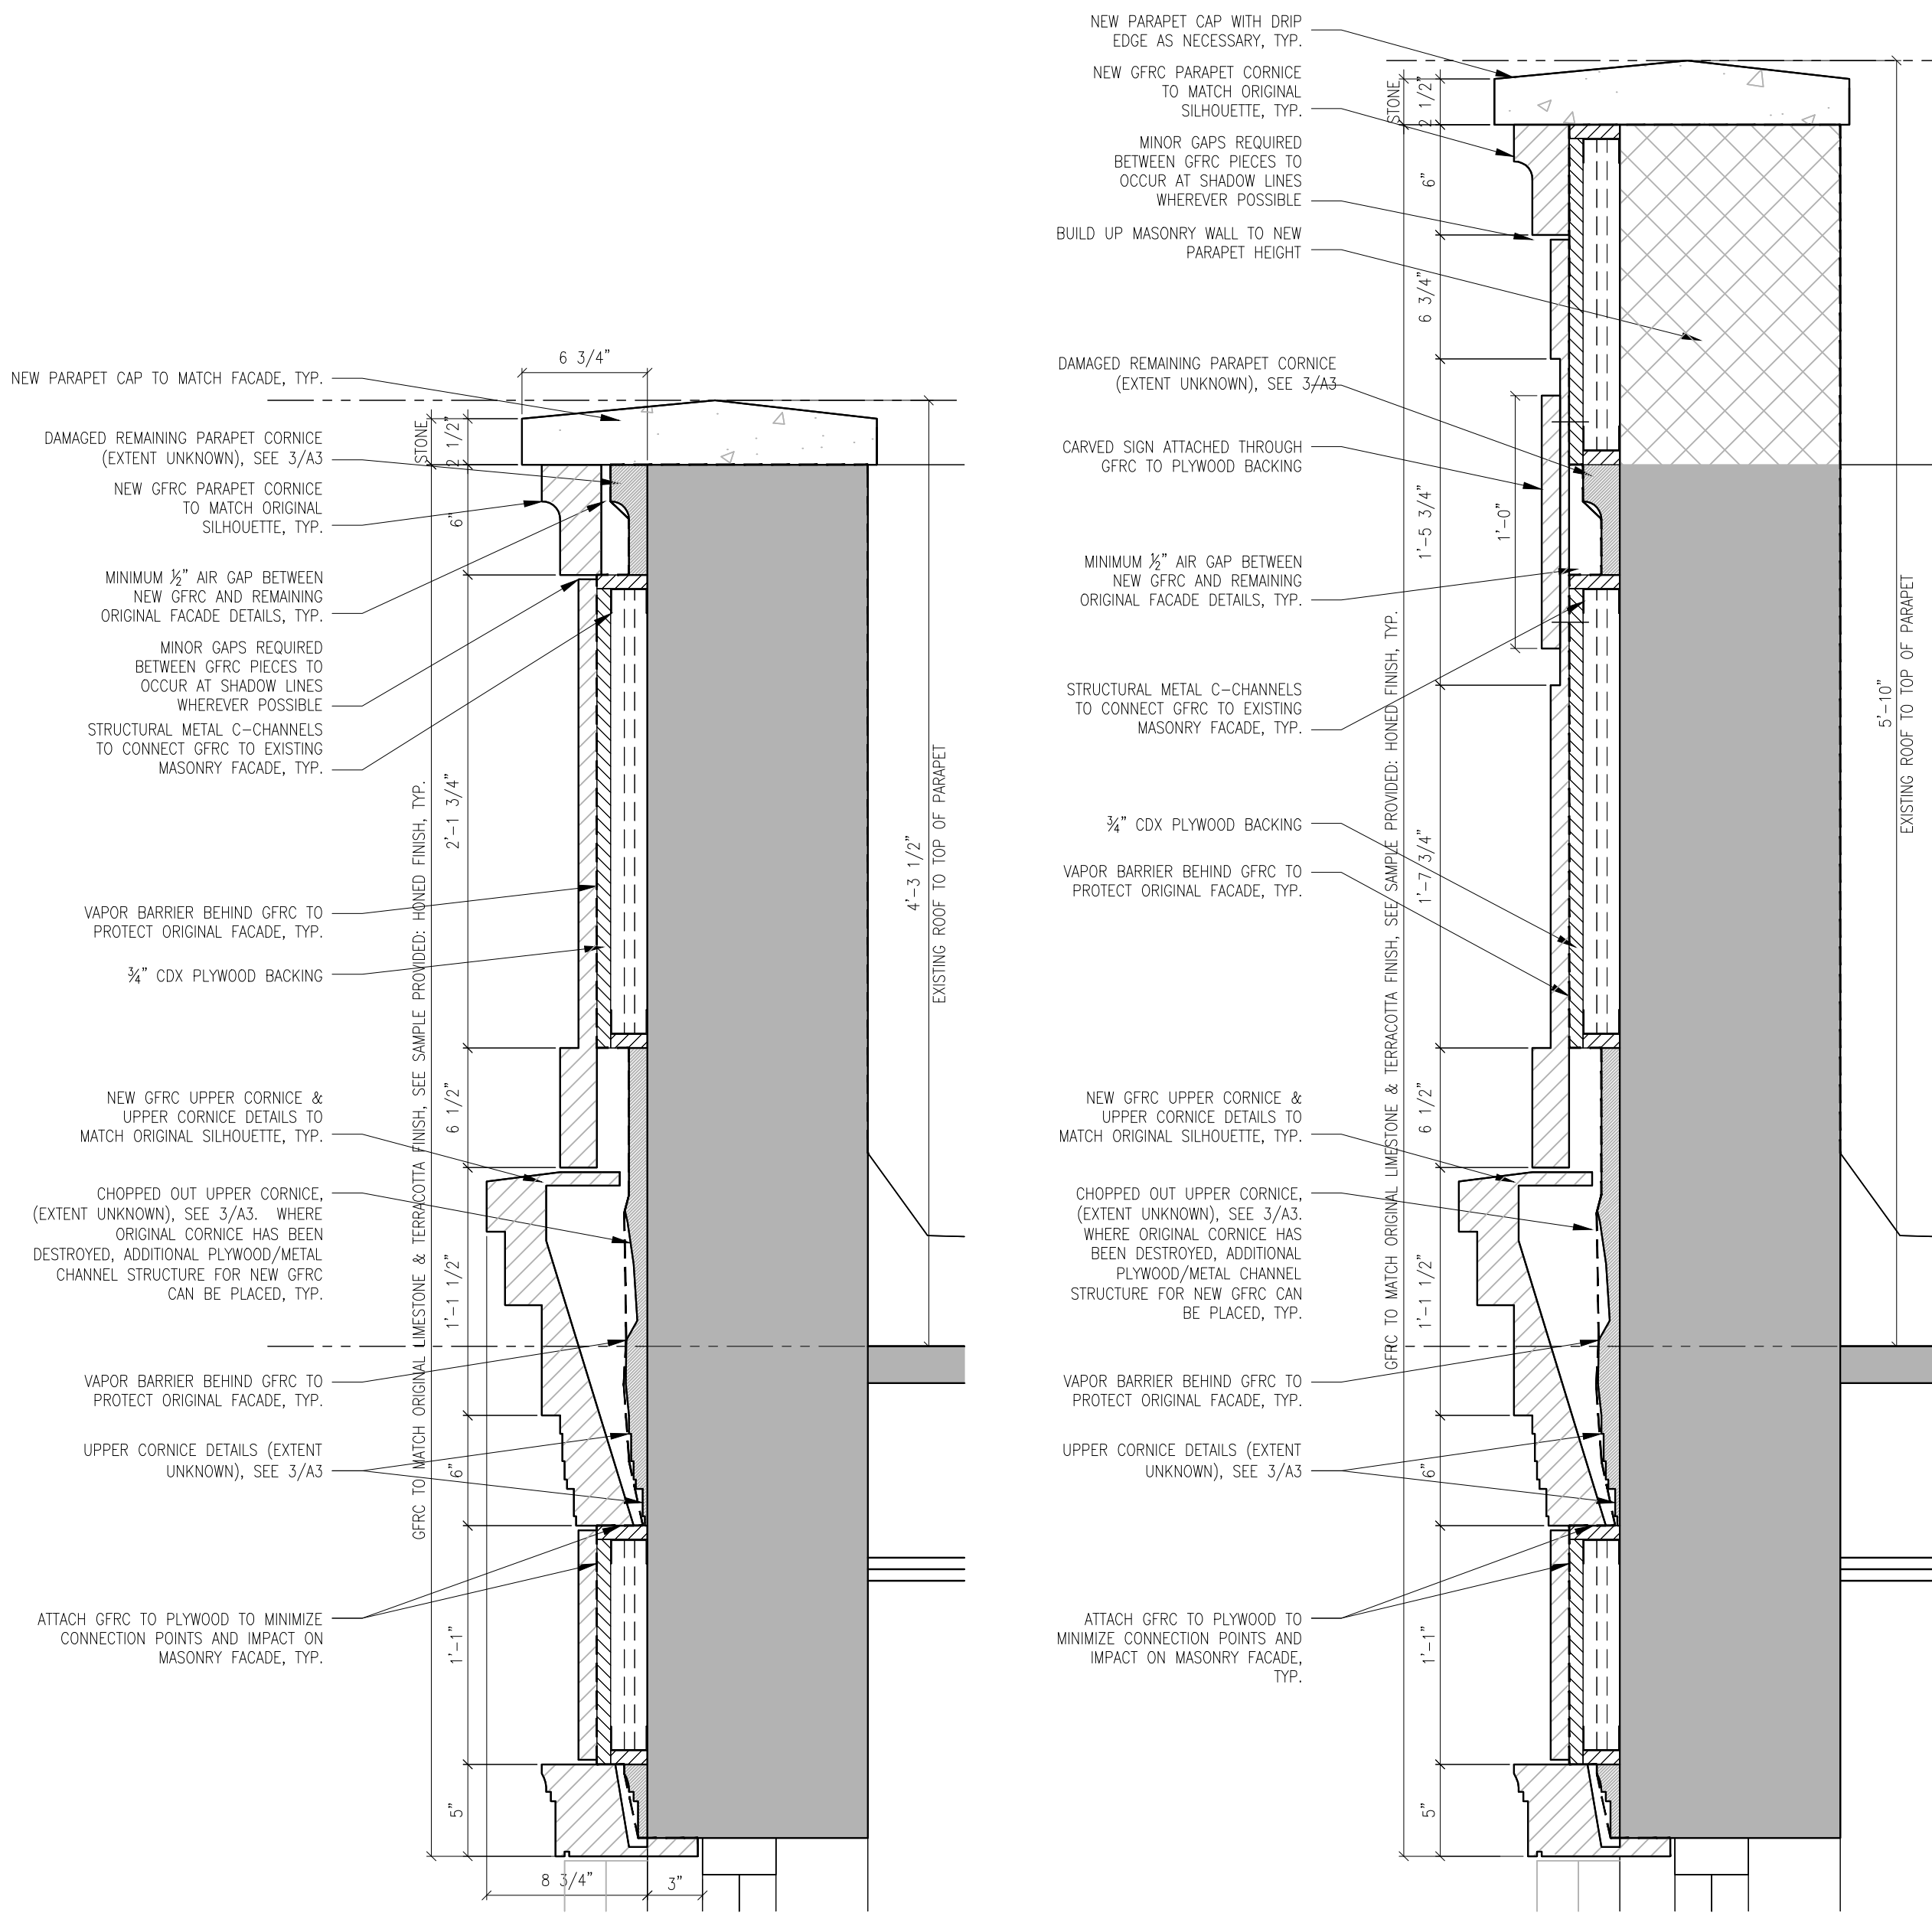 NEW PARAPET CAP TO MATCH FACADE, TYP.
DAMAGED REMAINING PARAPET CORNICE
(EXTENT UNKNOWN), SEE 3/A3
NEW GFRC PARAPET CORNICE
TO MATCH ORIGINAL
SILHOUETTE, TYP.
MINIMUM ½" AIR GAP BETWEEN
NEW GFRC AND REMAINING
ORIGINAL FACADE DETAILS, TYP.
MINOR GAPS REQUIRED
BETWEEN GFRC PIECES TO
OCCUR AT SHADOW LINES
WHEREVER POSSIBLE
STRUCTURAL METAL C-CHANNELS
TO CONNECT GFRC TO EXISTING
MASONRY FACADE, TYP.
VAPOR BARRIER BEHIND GFRC TO
PROTECT ORIGINAL FACADE, TYP.
¾" CDX PLYWOOD BACKING
NEW GFRC UPPER CORNICE &
UPPER CORNICE DETAILS TO
MATCH ORIGINAL SILHOUETTE, TYP.
CHOPPED OUT UPPER CORNICE,
(EXTENT UNKNOWN), SEE 3/A3. WHERE
ORIGINAL CORNICE HAS BEEN
DESTROYED, ADDITIONAL PLYWOOD/METAL
CHANNEL STRUCTURE FOR NEW GFRC
CAN BE PLACED, TYP.
VAPOR BARRIER BEHIND GFRC TO
PROTECT ORIGINAL FACADE, TYP.
UPPER CORNICE DETAILS (EXTENT
UNKNOWN), SEE 3/A3
ATTACH GFRC TO PLYWOOD TO MINIMIZE
CONNECTION POINTS AND IMPACT ON
MASONRY FACADE, TYP.
STONE
GFRC TO MATCH ORIGINAL LIMESTONE & TERRACOTTA FINISH, SEE SAMPLE PROVIDED: HONED FINISH, TYP.
6 3/4"
2 1/2"
6"
2'-1 3/4"
6 1/2"
1'-1 1/2"
6"
1'-1"
5"
8 3/4"
3"
4'-3 1/2"
EXISTING ROOF TO TOP OF PARAPET
NEW PARAPET CAP WITH DRIP
EDGE AS NECESSARY, TYP.
NEW GFRC PARAPET CORNICE
TO MATCH ORIGINAL
SILHOUETTE, TYP.
MINOR GAPS REQUIRED
BETWEEN GFRC PIECES TO
OCCUR AT SHADOW LINES
WHEREVER POSSIBLE
BUILD UP MASONRY WALL TO NEW
PARAPET HEIGHT
DAMAGED REMAINING PARAPET CORNICE
(EXTENT UNKNOWN), SEE 3/A3
CARVED SIGN ATTACHED THROUGH
GFRC TO PLYWOOD BACKING
MINIMUM ½" AIR GAP BETWEEN
NEW GFRC AND REMAINING
ORIGINAL FACADE DETAILS, TYP.
STRUCTURAL METAL C-CHANNELS
TO CONNECT GFRC TO EXISTING
MASONRY FACADE, TYP.
¾" CDX PLYWOOD BACKING
VAPOR BARRIER BEHIND GFRC TO
PROTECT ORIGINAL FACADE, TYP.
NEW GFRC UPPER CORNICE &
UPPER CORNICE DETAILS TO
MATCH ORIGINAL SILHOUETTE, TYP.
CHOPPED OUT UPPER CORNICE,
(EXTENT UNKNOWN), SEE 3/A3.
WHERE ORIGINAL CORNICE HAS
BEEN DESTROYED, ADDITIONAL
PLYWOOD/METAL CHANNEL
STRUCTURE FOR NEW GFRC CAN
BE PLACED, TYP.
VAPOR BARRIER BEHIND GFRC TO
PROTECT ORIGINAL FACADE, TYP.
UPPER CORNICE DETAILS (EXTENT
UNKNOWN), SEE 3/A3
ATTACH GFRC TO PLYWOOD TO
MINIMIZE CONNECTION POINTS AND
IMPACT ON MASONRY FACADE,
TYP.
STONE
GFRC TO MATCH ORIGINAL LIMESTONE & TERRACOTTA FINISH, SEE SAMPLE PROVIDED: HONED FINISH, TYP.
2 1/2"
6"
6 3/4"
1'-5 3/4"
1'-0"
1'-7 3/4"
6 1/2"
1'-1 1/2"
6"
1'-1"
5"
5'-10"
EXISTING ROOF TO TOP OF PARAPET